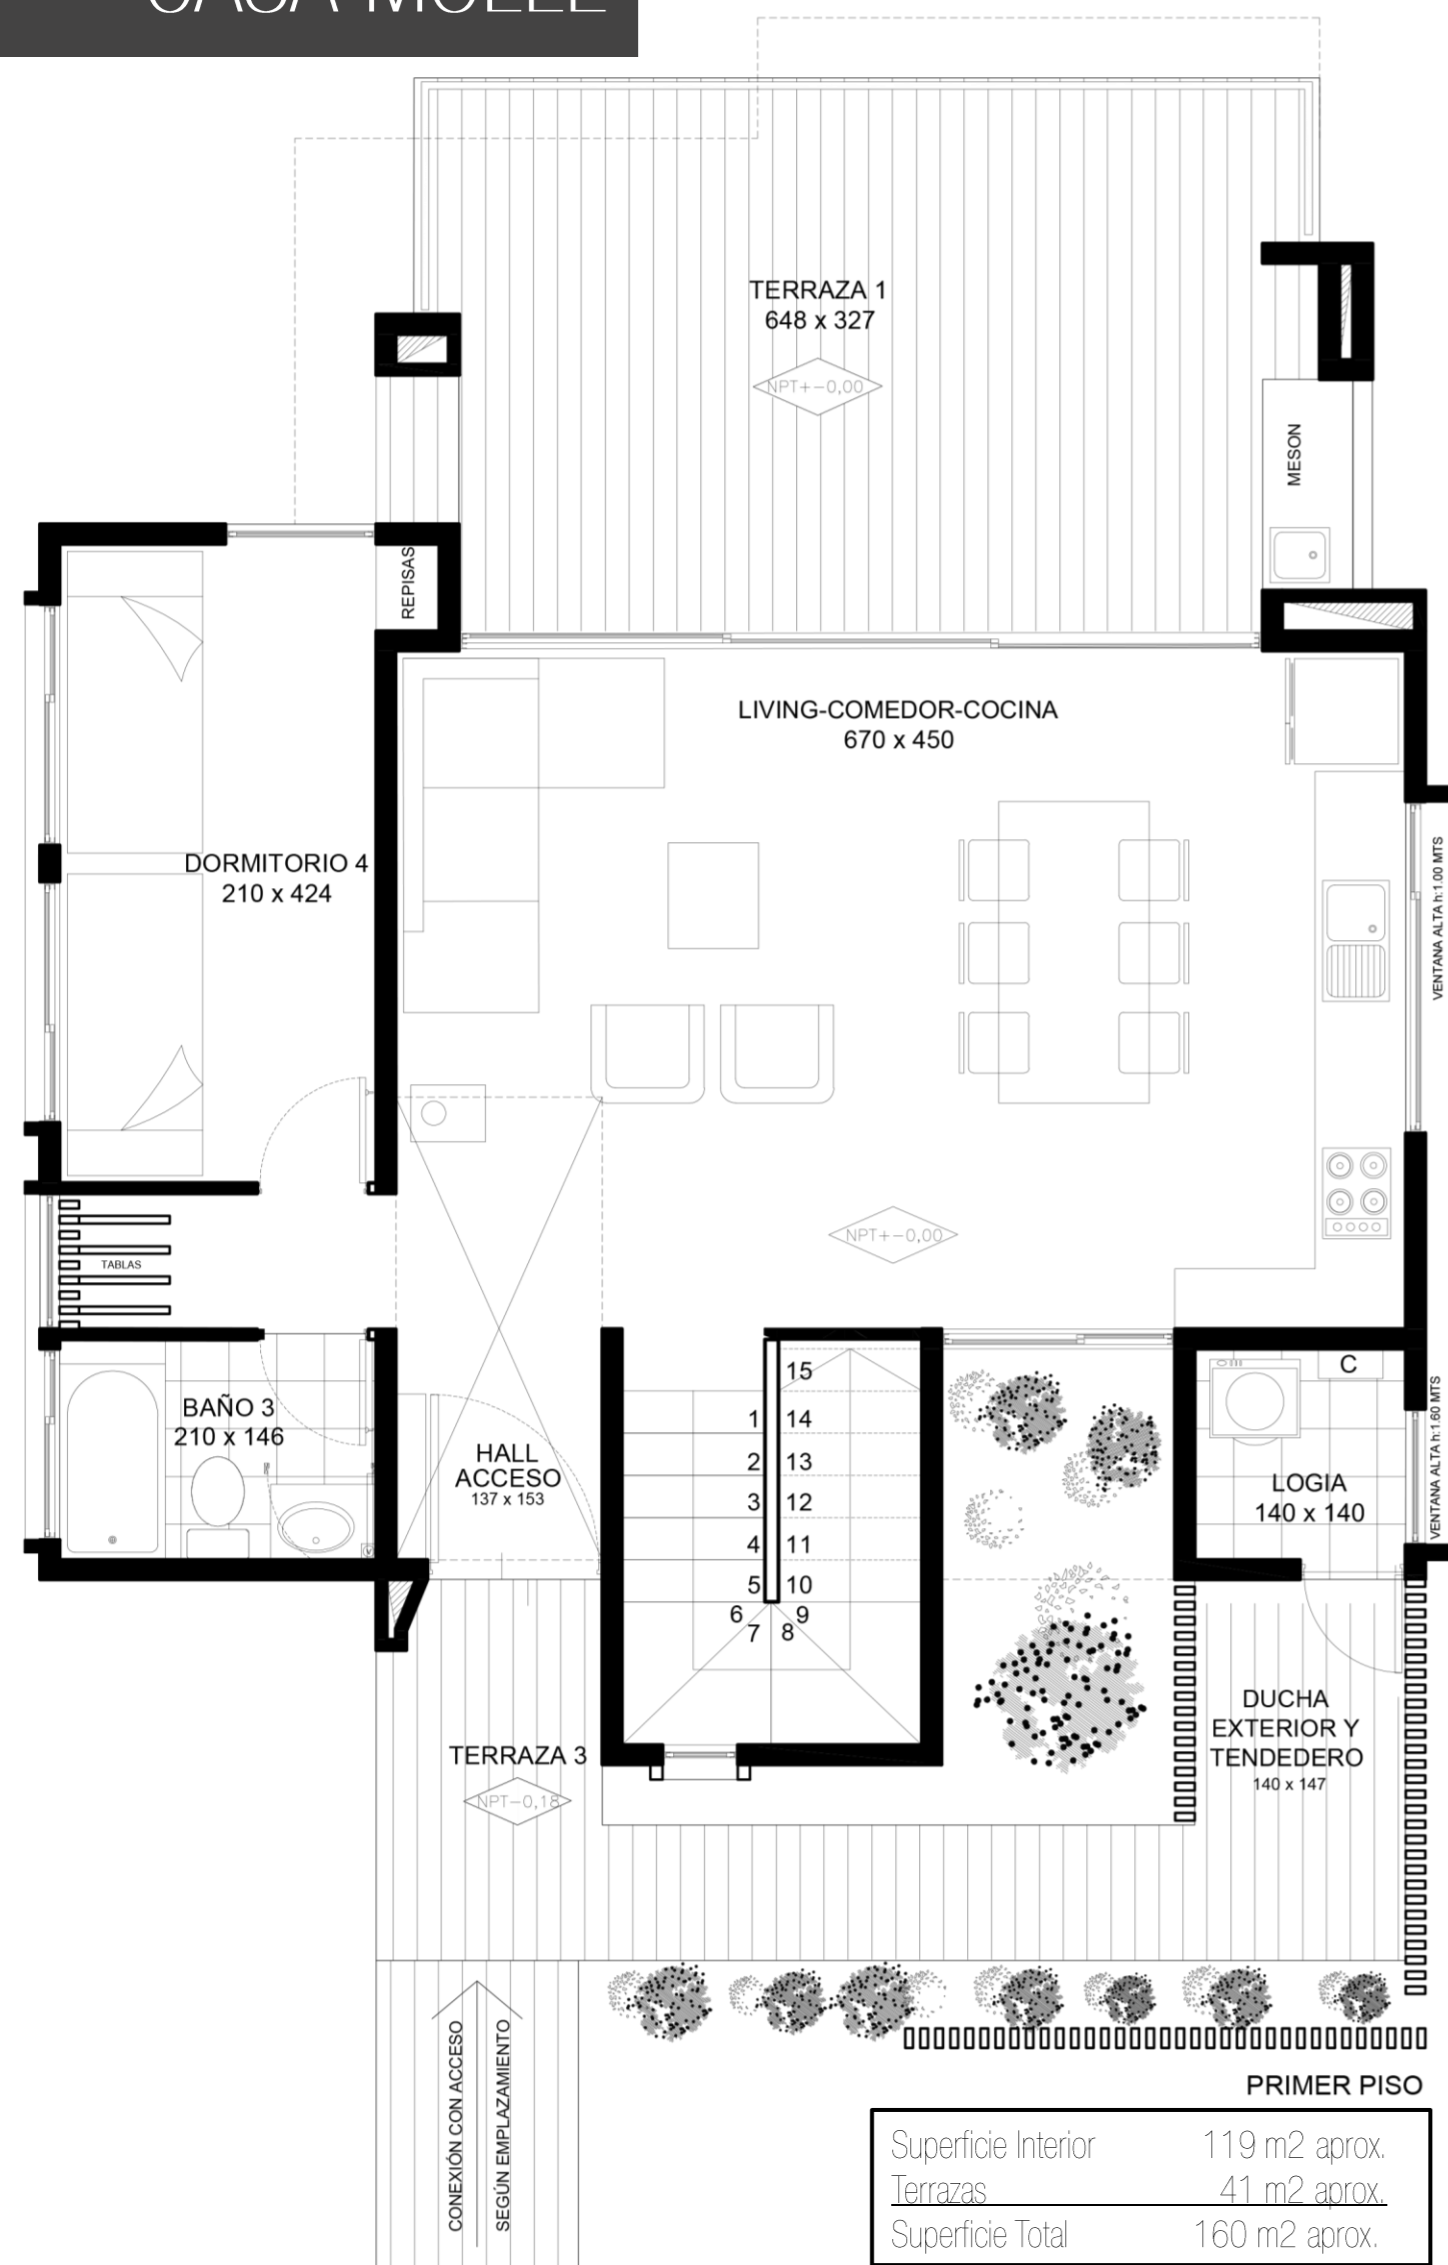 CASA MOLLE
TERRAZA 1
648 x 327
NPT+-0,00
MESON
REPISAS
LIVING-COMEDOR-COCINA
670 x 450
DORMITORIO 4
210 x 424
VENTANA ALTA h:1.00 MTS
NPT+-0,00
TABLAS
BAÑO 3
210 x 146
HALL
ACCESO
137 x 153
15
1 14
2 13
3 12
4 11
5 10
6 9
7 8
C
LOGIA
140 x 140
VENTANA ALTA h:1.60 MTS
DUCHA
EXTERIOR Y
TENDEDERO
140 x 147
TERRAZA 3
NPT-0,18
CONEXIÓN CON ACCESO
SEGÚN EMPLAZAMIENTO
PRIMER PISO
Superficie Interior 119 m2 aprox.
Terrazas 41 m2 aprox.
Superficie Total 160 m2 aprox.